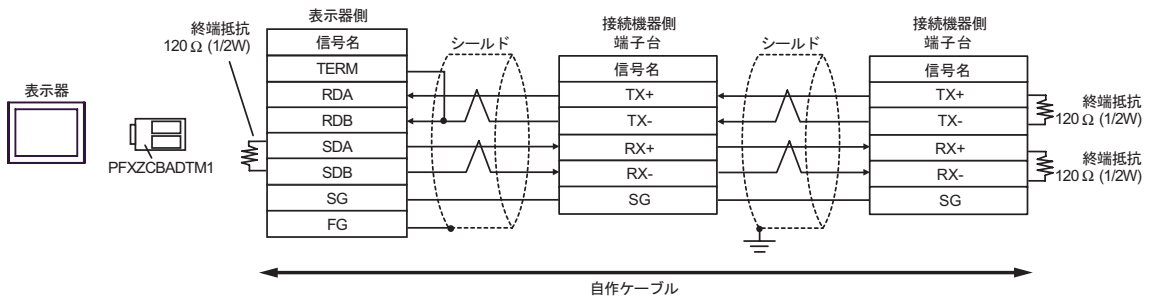 表示器
PFXZCBADTM1
終端抵抗
120Ω (1/2W)
表示器側
信号名
TERM
RDA
RDB
SDA
SDB
SG
FG
シールド
接続機器側
端子台
信号名
TX+
TX-
RX+
RX-
SG
シールド
接続機器側
端子台
信号名
TX+
TX-
RX+
RX-
SG
終端抵抗
120Ω (1/2W)
終端抵抗
120Ω (1/2W)
自作ケーブル